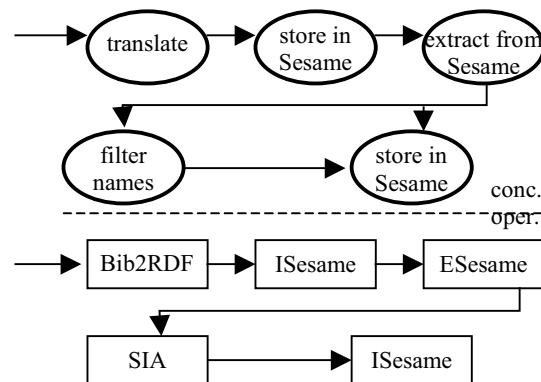 translate
store in
Sesame
extract from
Sesame
filter
names
store in
Sesame
conc.
oper.
Bib2RDF
ISesame
ESesame
SIA
ISesame